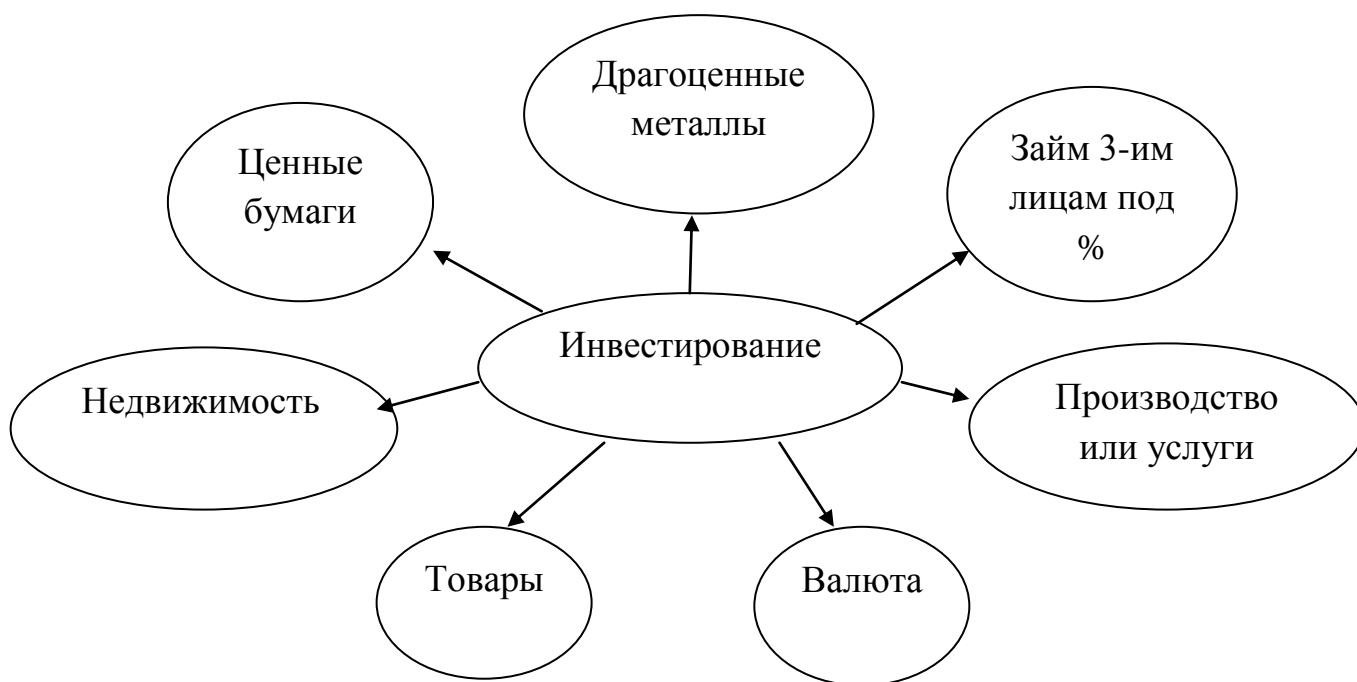 Драгоценные
металлы
Ценные
бумаги
Займ 3-им
лицам под
%
Инвестирование
Недвижимость
Производство
или услуги
Товары
Валюта